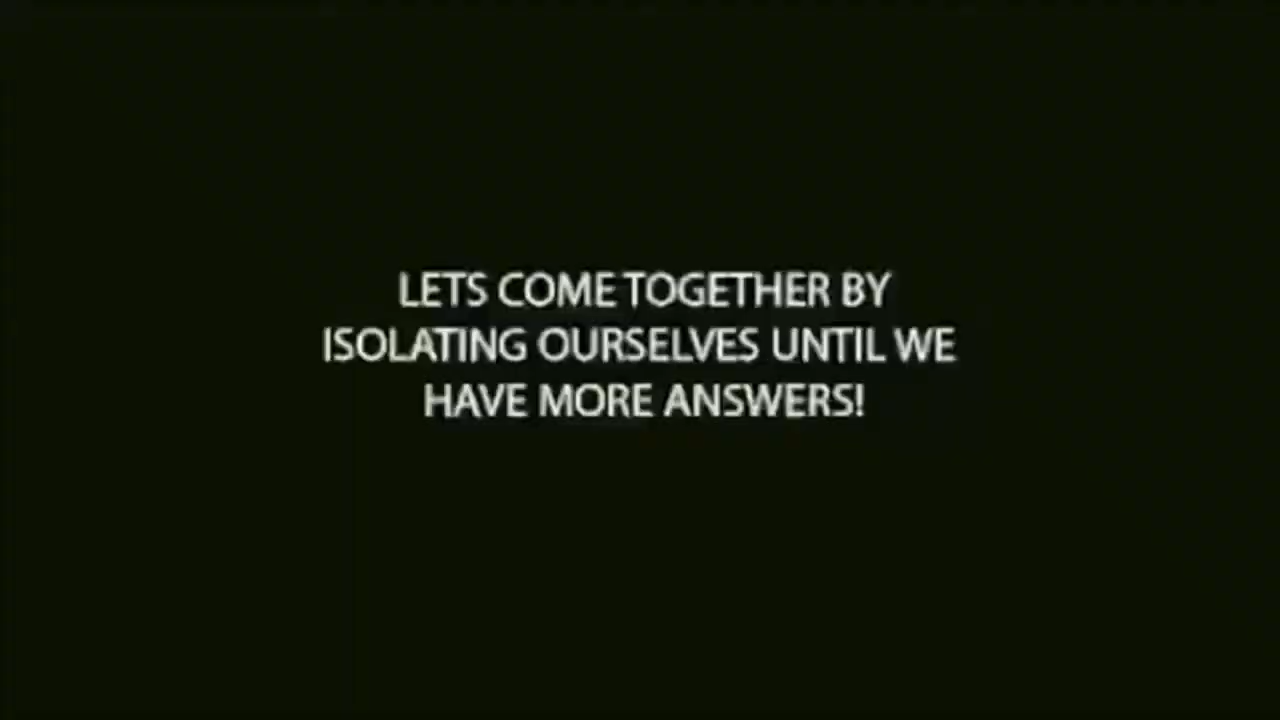 LETS COME TOGETHER BY
ISOLATING OURSELVES UNTIL WE
HAVE MORE ANSWERS!